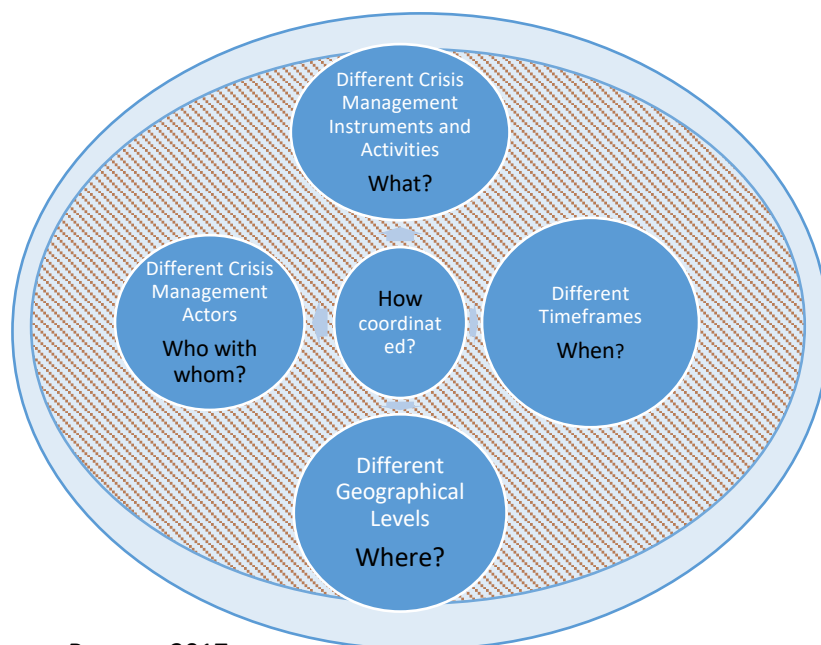 Different Crisis
Management
Instruments and
Activities
What?
Different Crisis
Management
Actors
Who with
whom?
How
coordinat
ed?
Different
Timeframes
When?
Different
Geographical
Levels
Where?